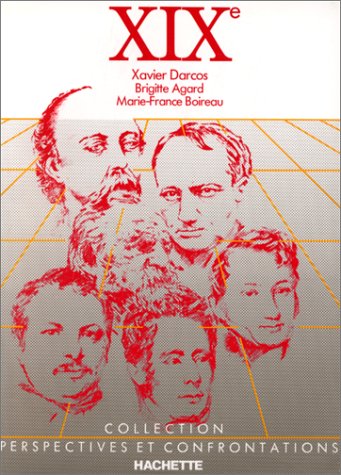 XIXe
Xavier Darcos
Brigitte Agard
Marie-France Boireau
COLLECTION
PERSPECTIVES ET CONFRONTATIONS
HACHETTE